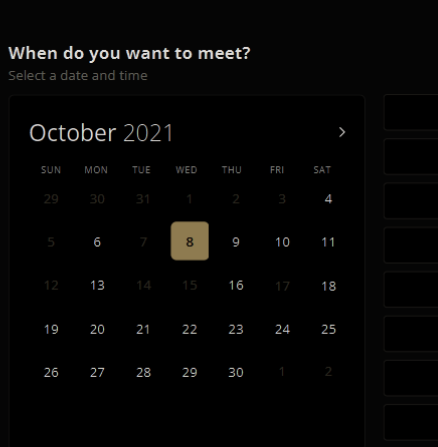 When do you want to meet?
Select a date and time
October 2021 >
SUN MON TUE WED THU FRI SAT
29 30 31 1 2 3 4
5 6 7 8 9 10 11
12 13 14 15 16 17 18
19 20 21 22 23 24 25
26 27 28 29 30 1 2